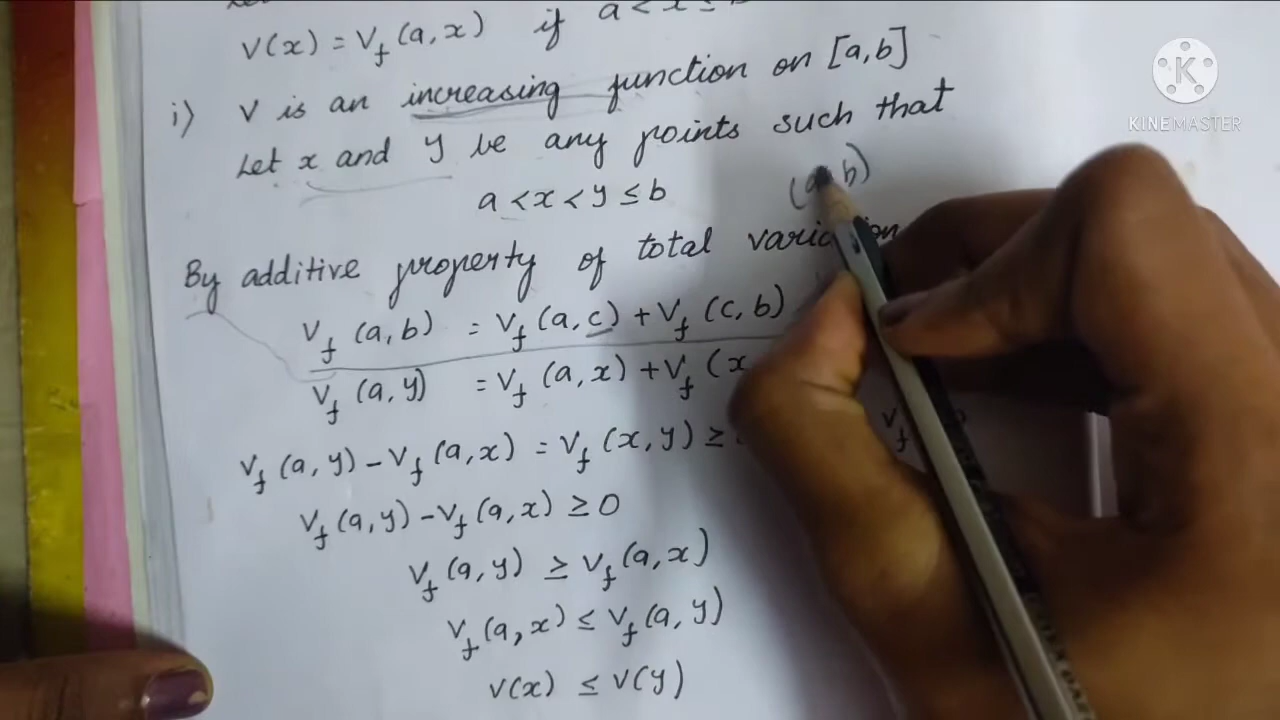 V(x) = V_f (a, x) if a <
i) V is an increasing function on [a, b]
Let x and y be any points such that
a < x < y ≤ b
(a, b)
By additive property of total
V_f (a, b) = V_f (a, c) + V_f (c, b)
V_f (a, y) = V_f (a, x) + V_f (x
V_f (a, y) - V_f (a, x) = V_f (x, y) ≥
V_f (a, y) - V_f (a, x) ≥ 0
V_f (a, y) ≥ V_f (a, x)
V_f (a, x) ≤ V_f (a, y)
V(x) ≤ V(y)
K
KINEMASTER